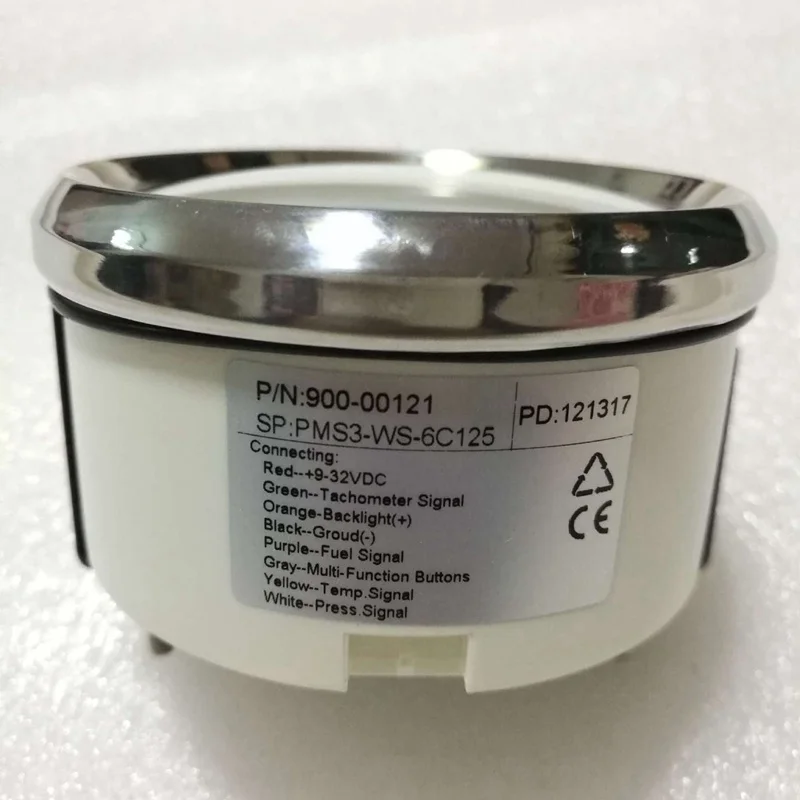 P/N:900-00121
SP:PMS3-WS-6C125
PD:121317
Connecting:
Red--+9-32VDC
Green--Tachometer Signal
Orange-Backlight(+)
Black--Groud(-)
Purple--Fuel Signal
Gray--Multi-Function Buttons
Yellow--Temp.Signal
White--Press.Signal
CE